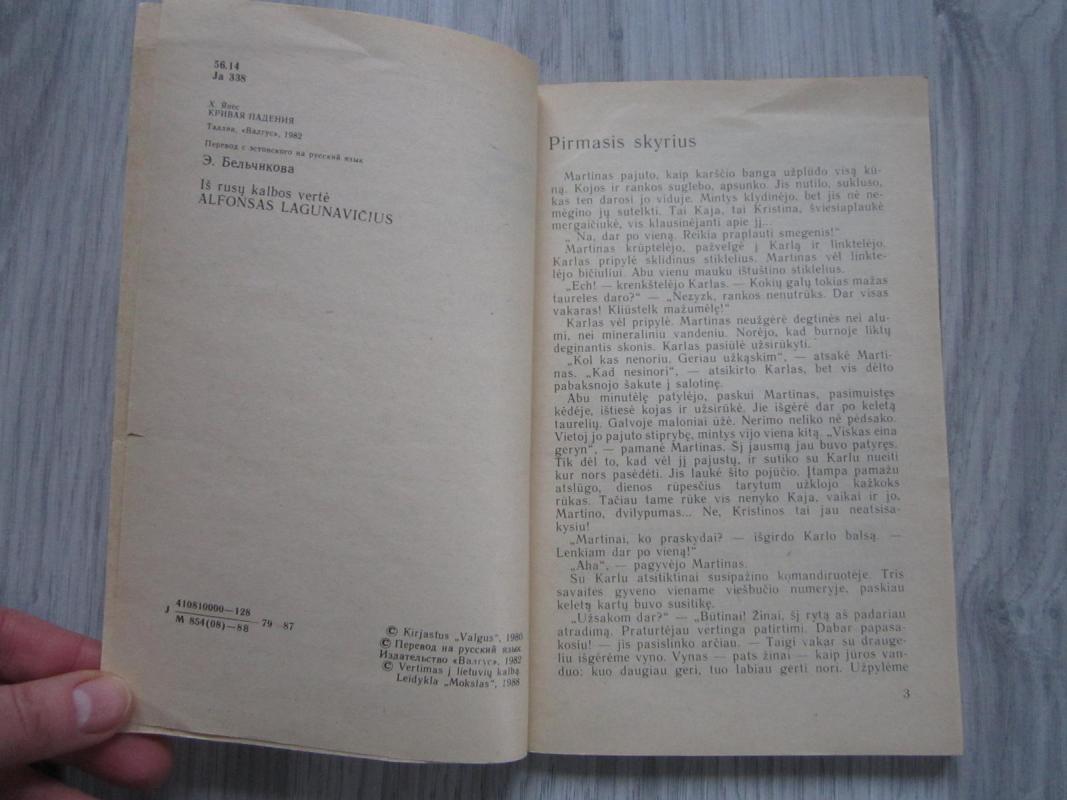 56.14
Ja 338
Х. Янес
КРИВАЯ ПАДЕНИЯ
Таллин, «Валгус», 1982
Перевод с эстонского на русский язык
Э. Бельчикова
Iš rusų kalbos vertė
ALFONSAS LAGUNAVIČIUS
J 410810000—128
M 854(08)—88
79—87
© Kirjastus „Valgus", 1980
© Перевод на русский язык
Издательство «Валгус», 1982
© Vertimas į lietuvių kalbą.
Leidykla „Mokslas", 1988
Pirmasis skyrius
Martinas pajuto, kaip karščio banga užplūdo visą kū-
ną. Kojos ir rankos suglebo, apsunko. Jis nutilo, sukluso,
kas ten darosi jo viduje. Mintys klydinėjo, bet jis nė ne-
mėgino jų sutelkti. Tai Kaja, tai Kristina, šviesiaplaukė
mergaičiukė, vis klausinėjanti apie jį...
„Na, dar po vieną. Reikia praplauti smegenis!"
Martinas krūptelėjo, pažvelgė į Karlą ir linktelėjo.
Karlas pripylė sklidinus stiklelius. Martinas vėl linkte-
lėjo bičiuliui. Abu vienu mauku ištuštino stiklelius.
„Ech! — krenkštelėjo Karlas. — Kokių galų tokias mažas
taureles daro?" — „Nezyzk, rankos nenutrūks. Dar visas
vakaras! Kliūstelk mažumėlę!"
Karlas vėl pripylė. Martinas neužgėrė degtinės nei alu-
mi, nei mineraliniu vandeniu. Norėjo, kad burnoje liktų
deginantis skonis. Karlas pasiūlė užsirūkyti.
„Kol kas nenoriu. Geriau užkąskim", — atsakė Marti-
nas. „Kad nesinori", — atsikirto Karlas, bet vis dėlto
pabaksnojo šakute į salotinę.
Abu minutėlę patylėjo, paskui Martinas, pasimuistęs
kėdėje, ištiesė kojas ir užsirūkė. Jie išgėrė dar po keletą
taurelių. Galvoje maloniai ūžė. Nerimo neliko nė pėdsako.
Vietoj jo pajuto stiprybę, mintys vijo viena kitą. „Viskas eina
geryn", — pamanė Martinas. Šį jausmą jau buvo patyręs.
Tik dėl to, kad vėl jį pajustų, ir sutiko su Karlu nueiti
kur nors pasėdėti. Jis laukė šito pojūčio. Įtampa pamažu
atslūgo, dienos rūpesčius tarytum užklojo kažkoks
rūkas. Tačiau tame rūke vis nenyko Kaja, vaikai ir jo,
Martino, dvilypumas... Ne, Kristinos tai jau neatsisa-
kysiu!
„Martinai, ko prąskydai? — išgirdo Karlo balsą. —
Lenkiam dar po vieną!"
„Aha", — pagyvėjo Martinas.
Su Karlu atsitiktinai susipažino komandiruotėje. Tris
savaites gyveno viename viešbučio numeryje, paskiau
keletą kartų buvo susitikę.
„Užsakom dar?" — „Būtinai! Žinai, šį rytą aš padariau
atradimą. Praturtėjau vertinga patirtimi. Dabar papasa-
kosiu! — jis pasislinko arčiau. — Taigi vakar su drauge-
liu išgėrėme vyno. Vynas — pats žinai — kaip jūros van-
duo: kuo daugiau geri, tuo labiau gerti nori. Užpylėme
3